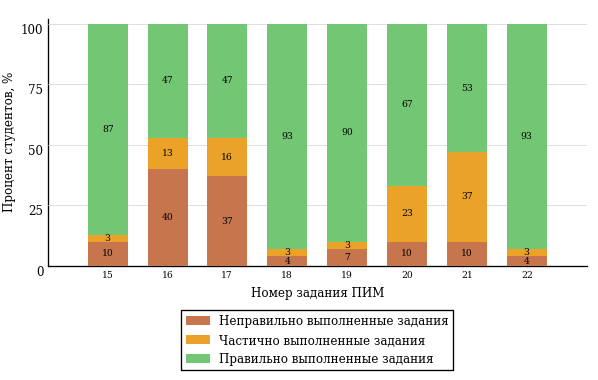 Процент студентов, %
100
75
50
25
0
87 47 47 93 90 67 53 93
3 13 16 3 3 23 37 3
10 40 37 4 7 10 10 4
15 16 17 18 19 20 21 22
Номер задания ПИМ
Неправильно выполненные задания
Частично выполненные задания
Правильно выполненные задания